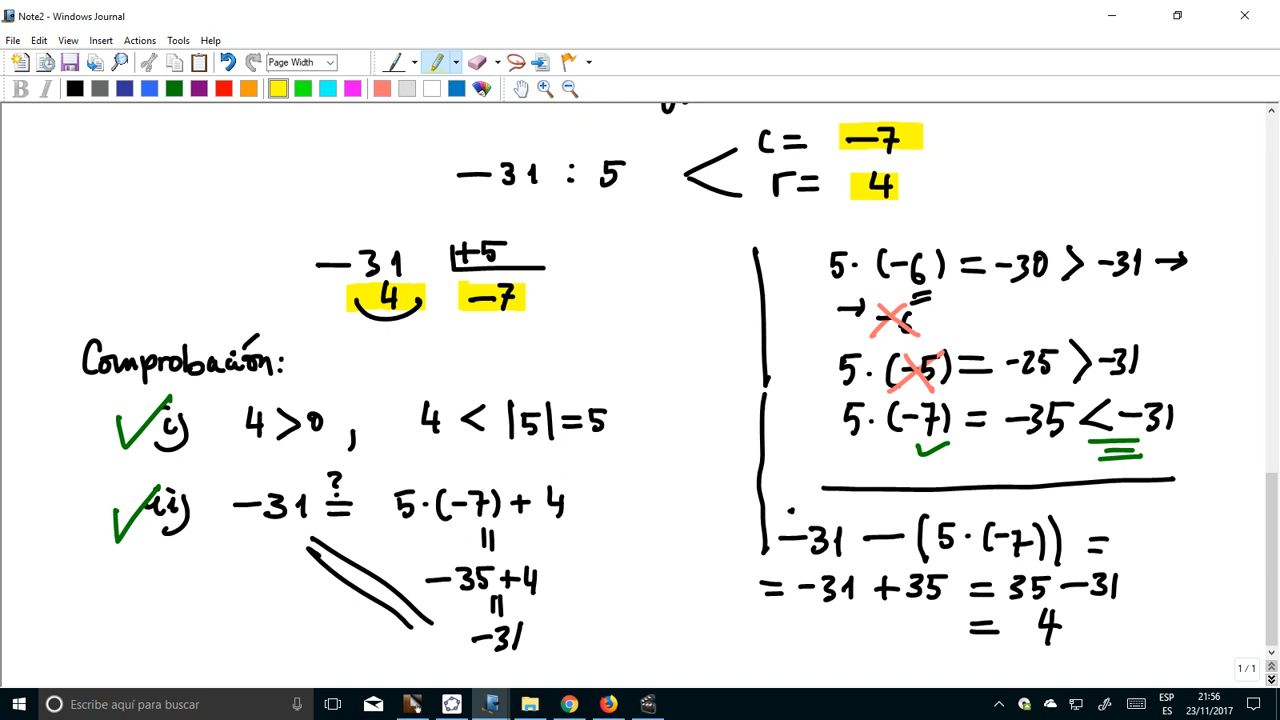 Note2 - Windows Journal
File Edit View Insert Actions Tools Help
Page Width
B I
c = -7
-31 : 5
r = 4
-31 +5
4 -7
5·(-6) = -30 > -31 →
→ -6
5·(-5) = -25 > -31
5·(-7) = -35 < -31
Comprobación:
i) 4>0, 4 < |5|=5
ii) -31 ?= 5·(-7)+4
=
-35+4
=
-31
-31 - (5·(-7)) =
= -31 +35 = 35 -31
= 4
1 / 1
Escribe aquí para buscar
ESP
ES
21:56
23/11/2017